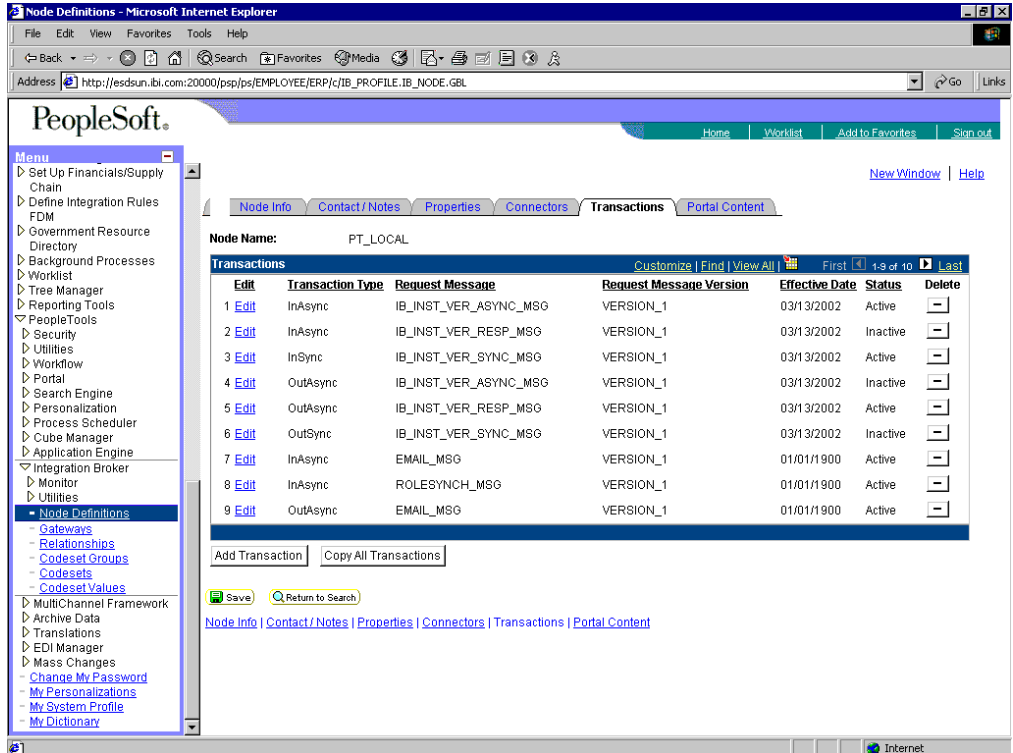 Node Definitions - Microsoft Internet Explorer
File Edit View Favorites Tools Help
Back Search Favorites Media
Address http://esdsun.ibi.com:20000/psp/ps/EMPLOYEE/ERP/c/IB_PROFILE.IB_NODE.GBL Go Links
PeopleSoft.
Home Worklist Add to Favorites Sign out
Menu
Set Up Financials/Supply
Chain
Define Integration Rules
FDM
Government Resource
Directory
Background Processes
Worklist
Tree Manager
Reporting Tools
PeopleTools
Security
Utilities
Workflow
Portal
Search Engine
Personalization
Process Scheduler
Cube Manager
Application Engine
Integration Broker
Monitor
Utilities
- Node Definitions
- Gateways
- Relationships
- Codeset Groups
- Codesets
- Codeset Values
MultiChannel Framework
Archive Data
Translations
EDI Manager
Mass Changes
- Change My Password
- My Personalizations
- My System Profile
- My Dictionary
New Window | Help
Node Info Contact / Notes Properties Connectors Transactions Portal Content
Node Name: PT_LOCAL
Transactions Customize | Find | View All | First 1-9 of 10 Last
Edit Transaction Type Request Message Request Message Version Effective Date Status Delete
1 Edit InAsync IB_INST_VER_ASYNC_MSG VERSION_1 03/13/2002 Active
2 Edit InAsync IB_INST_VER_RESP_MSG VERSION_1 03/13/2002 Inactive
3 Edit InSync IB_INST_VER_SYNC_MSG VERSION_1 03/13/2002 Active
4 Edit OutAsync IB_INST_VER_ASYNC_MSG VERSION_1 03/13/2002 Inactive
5 Edit OutAsync IB_INST_VER_RESP_MSG VERSION_1 03/13/2002 Active
6 Edit OutSync IB_INST_VER_SYNC_MSG VERSION_1 03/13/2002 Inactive
7 Edit InAsync EMAIL_MSG VERSION_1 01/01/1900 Active
8 Edit InAsync ROLESYNCH_MSG VERSION_1 01/01/1900 Active
9 Edit OutAsync EMAIL_MSG VERSION_1 01/01/1900 Active
Add Transaction Copy All Transactions
Save Return to Search
Node Info | Contact / Notes | Properties | Connectors | Transactions | Portal Content
Internet